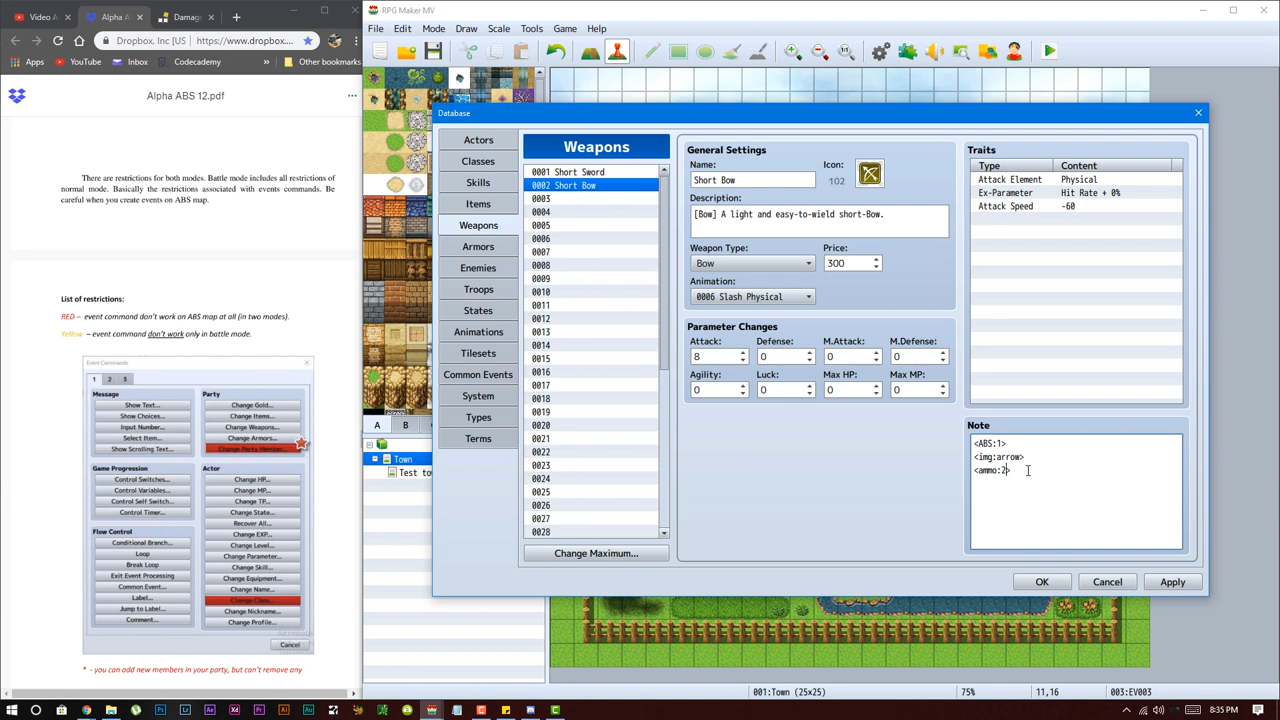 Video A
Alpha A
Damage
Dropbox, Inc [US
https://www.dropbox....
Apps
YouTube
Inbox
Codecademy
»
Other bookmarks
Alpha ABS 12.pdf
There are restrictions for both modes. Battle mode includes all restrictions of
normal mode. Basically the restrictions associated with events commands. Be
careful when you create events on ABS map.
List of restrictions:
RED – event command don't work on ABS map at all (in two modes).
Yellow – event command don't work only in battle mode.
Event Commands
1 2 3
Message
Show Text...
Show Choices...
Input Number...
Select Item...
Show Scrolling Text...
Game Progression
Control Switches...
Control Variables...
Control Self Switch...
Control Timer...
Flow Control
Conditional Branch...
Loop
Break Loop
Exit Event Processing
Common Event...
Label...
Jump to Label...
Comment...
Party
Change Gold...
Change Items...
Change Weapons...
Change Armors...
Change Party Member...
Actor
Change HP...
Change MP...
Change TP...
Change State...
Recover All...
Change EXP...
Change Level...
Change Parameter...
Change Skill...
Change Equipment...
Change Name...
Change Class...
Change Nickname...
Change Profile...
Cancel
* - you can add new members in your party, but can't remove any
RPG Maker MV
File Edit Mode Draw Scale Tools Game Help
A B
Town
Test to
Database
Actors
Classes
Skills
Items
Weapons
Armors
Enemies
Troops
States
Animations
Tilesets
Common Events
System
Types
Terms
Weapons
0001 Short Sword
0002 Short Bow
0003
0004
0005
0006
0007
0008
0009
0010
0011
0012
0013
0014
0015
0016
0017
0018
0019
0020
0021
0022
0023
0024
0025
0026
0027
0028
Change Maximum...
General Settings
Name:
Icon:
Short Bow
102
Description:
[Bow] A light and easy-to-wield short-Bow.
Weapon Type:
Price:
Bow
300
Animation:
0006 Slash Physical
Parameter Changes
Attack: Defense: M.Attack: M.Defense:
8 0 0 0
Agility: Luck: Max HP: Max MP:
0 0 0 0
Traits
Type Content
Attack Element Physical
Ex-Parameter Hit Rate + 0%
Attack Speed -60
Note
<ABS:1>
<img:arrow>
<ammo:2>
OK
Cancel
Apply
001:Town (25x25)
75%
11,16
003:EV003
8:35 PM